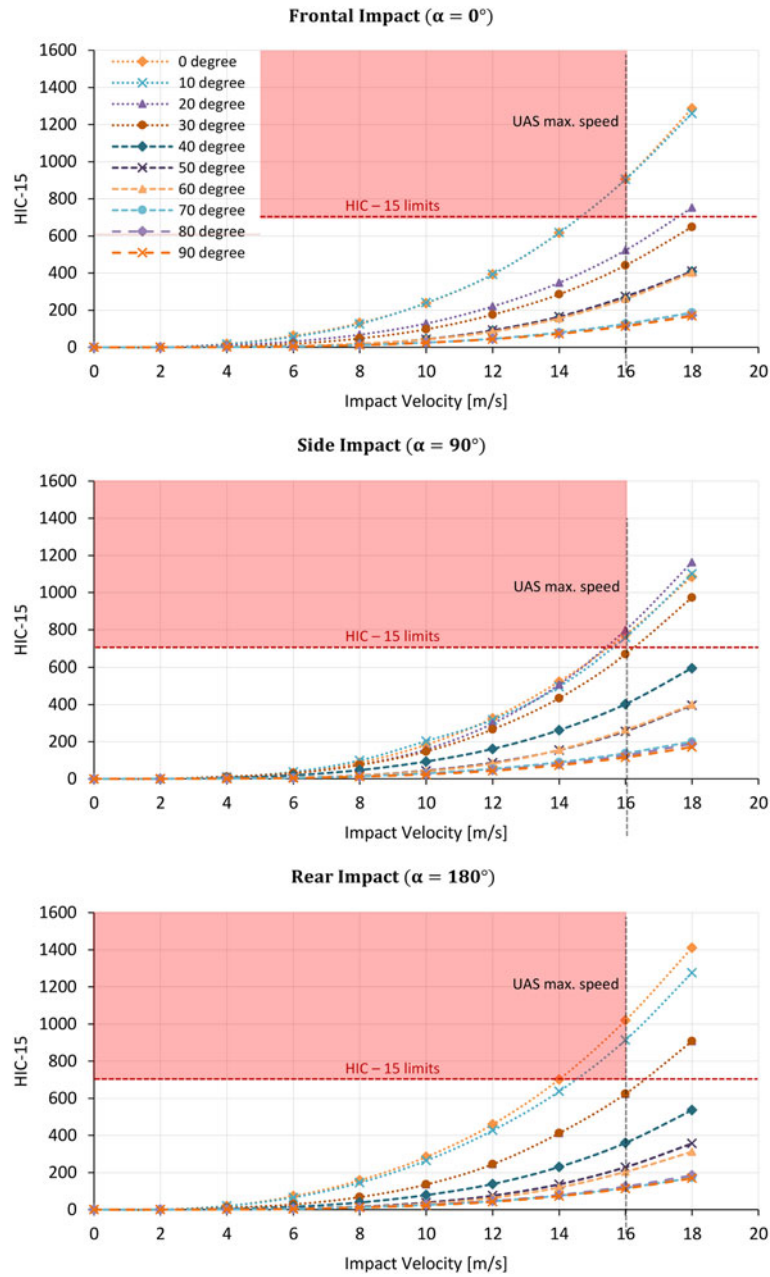 Frontal Impact (α = 0°)
1600
1400
1200
1000
800
600
400
200
0
HIC-15
0 degree
10 degree
20 degree
30 degree
40 degree
50 degree
60 degree
70 degree
80 degree
90 degree
UAS max. speed
HIC – 15 limits
0 2 4 6 8 10 12 14 16 18 20
Impact Velocity [m/s]
Side Impact (α = 90°)
1600
1400
1200
1000
800
600
400
200
0
HIC-15
UAS max. speed
HIC – 15 limits
0 2 4 6 8 10 12 14 16 18 20
Impact Velocity [m/s]
Rear Impact (α = 180°)
1600
1400
1200
1000
800
600
400
200
0
HIC-15
UAS max. speed
HIC – 15 limits
0 2 4 6 8 10 12 14 16 18 20
Impact Velocity [m/s]